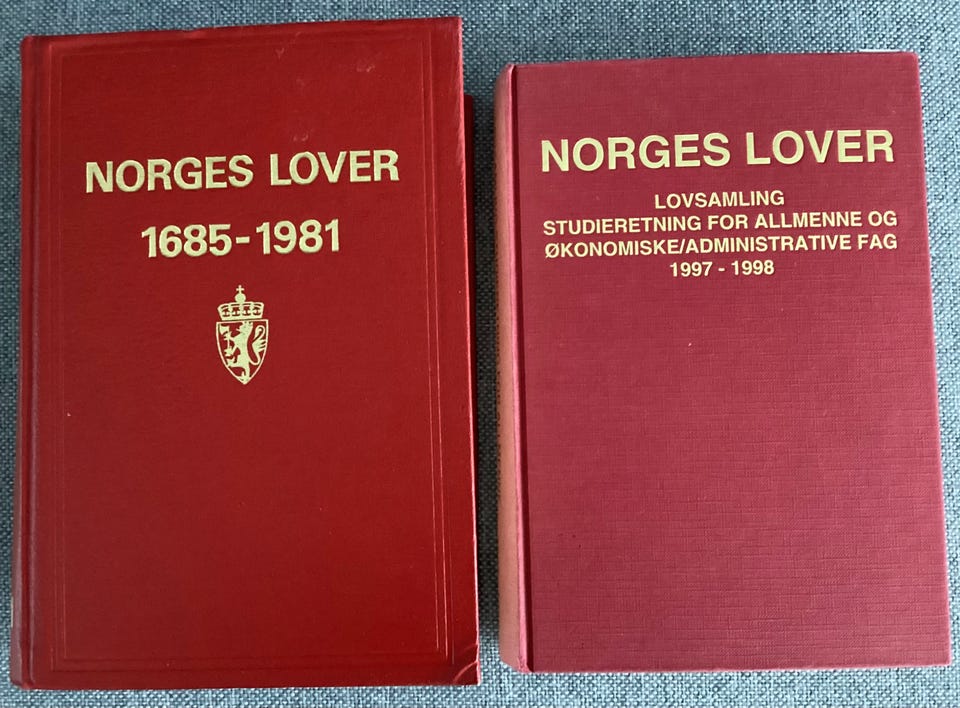 NORGES LOVER
1685-1981
NORGES LOVER
LOVSAMLING
STUDIERETNING FOR ALLMENNE OG
ØKONOMISKE/ADMINISTRATIVE FAG
1997 - 1998